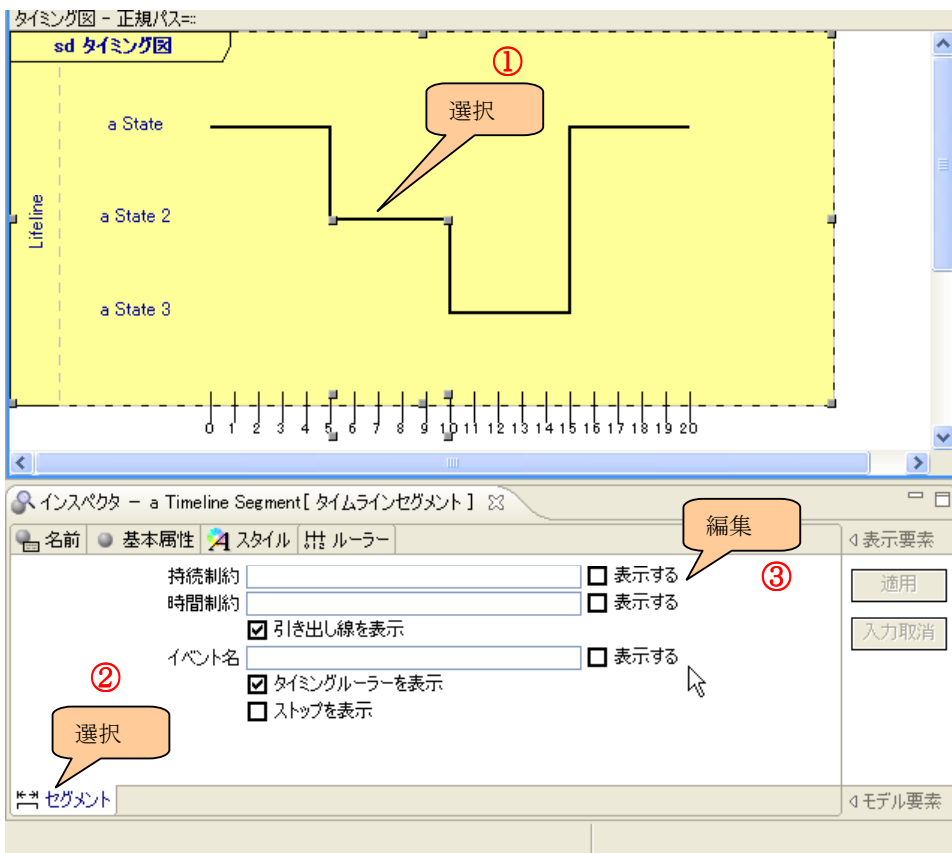 タイミング図 - 正規パス=::
sd タイミング図
①
選択
a State
Lifeline
a State 2
a State 3
0 1 2 3 4 5 6 7 8 9 10 11 12 13 14 15 16 17 18 19 20
インスペクタ - a Timeline Segment[ タイムラインセグメント ]
編集
名前 基本属性 スタイル ルーラー
表示要素
持続制約 表示する
③
適用
時間制約 表示する
引き出し線を表示
入力取消
イベント名 表示する
②
タイミングルーラーを表示
ストップを表示
選択
セグメント
モデル要素